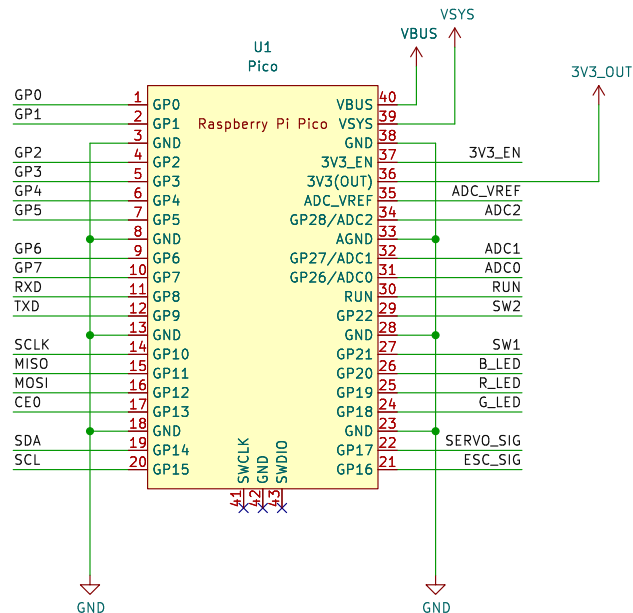 VSYS
VBUS
U1
Pico
3V3_OUT
GP0 1 GP0 VBUS 40
GP1 2 GP1 Raspberry Pi Pico VSYS 39
3 GND GND 38
GP2 4 GP2 3V3_EN 37 3V3_EN
GP3 5 GP3 3V3(OUT) 36
GP4 6 GP4 ADC_VREF 35 ADC_VREF
GP5 7 GP5 GP28/ADC2 34 ADC2
8 GND AGND 33
GP6 9 GP6 GP27/ADC1 32 ADC1
GP7 10 GP7 GP26/ADC0 31 ADC0
RXD 11 GP8 RUN 30 RUN
TXD 12 GP9 GP22 29 SW2
13 GND GND 28
SCLK 14 GP10 GP21 27 SW1
MISO 15 GP11 GP20 26 B_LED
MOSI 16 GP12 GP19 25 R_LED
CE0 17 GP13 GP18 24 G_LED
18 GND GND 23
SDA 19 GP14 GP17 22 SERVO_SIG
SCL 20 GP15 GP16 21 ESC_SIG
SWCLK GND SWDIO
41 42 43
GND GND